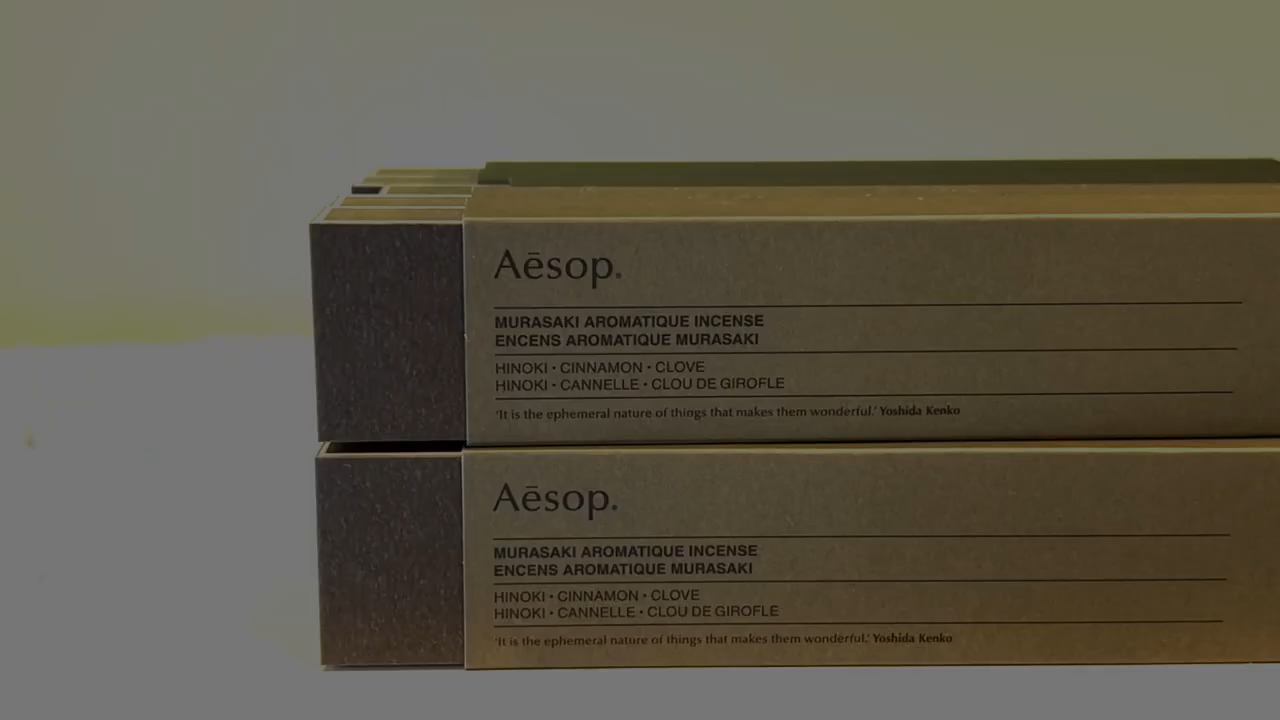 Aēsop.
MURASAKI AROMATIQUE INCENSE
ENCENS AROMATIQUE MURASAKI
HINOKI • CINNAMON • CLOVE
HINOKI • CANNELLE • CLOU DE GIROFLE
‘It is the ephemeral nature of things that makes them wonderful.’ Yoshida Kenko
Aēsop.
MURASAKI AROMATIQUE INCENSE
ENCENS AROMATIQUE MURASAKI
HINOKI • CINNAMON • CLOVE
HINOKI • CANNELLE • CLOU DE GIROFLE
‘It is the ephemeral nature of things that makes them wonderful.’ Yoshida Kenko